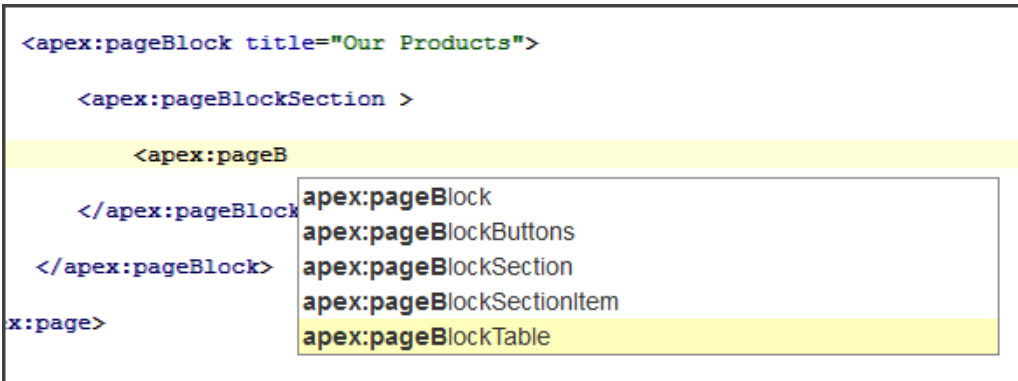 <apex:pageBlock title="Our Products">
<apex:pageBlockSection >
<apex:pageB
apex:pageBlock
</apex:pageBlock
apex:pageBlockButtons
</apex:pageBlock>
apex:pageBlockSection
apex:pageBlockSectionItem
x:page>
apex:pageBlockTable